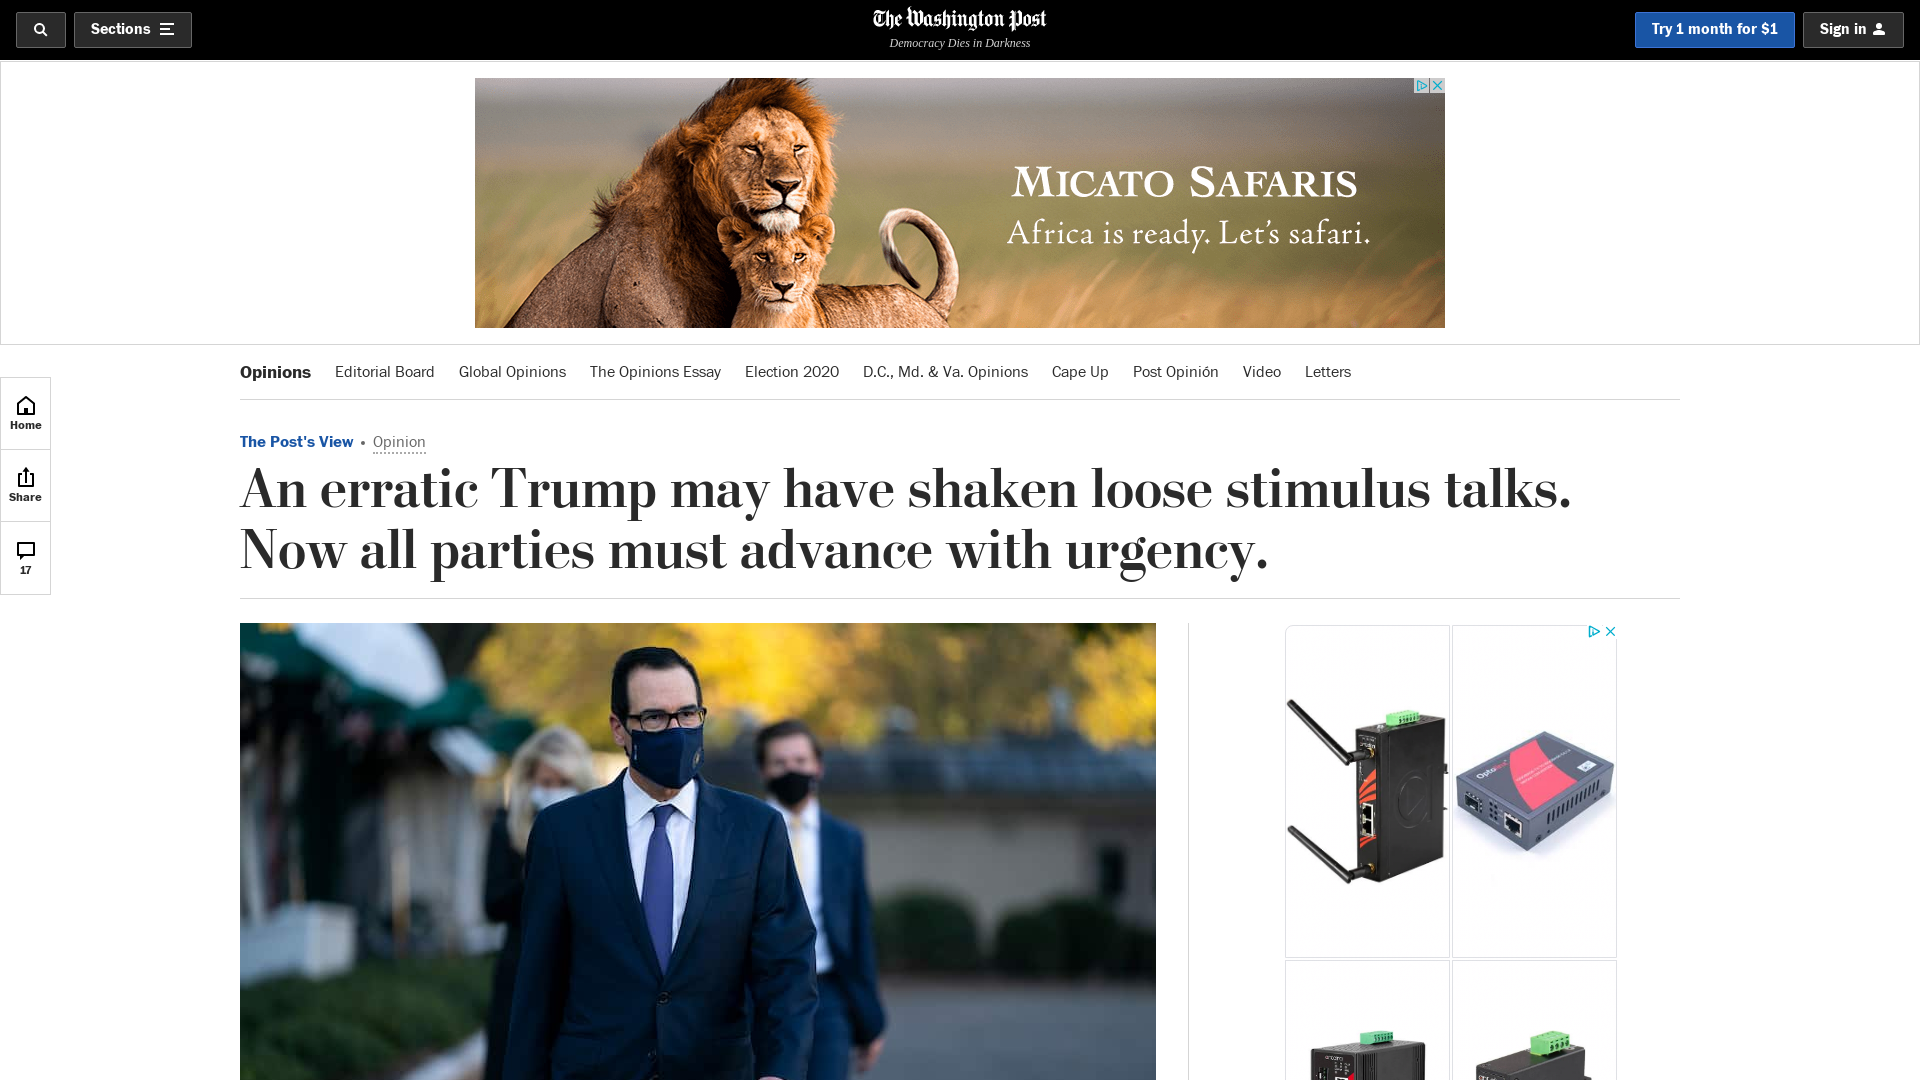 Sections
The Washington Post
Democracy Dies in Darkness
Try 1 month for $1
Sign in
MICATO SAFARIS
Africa is ready. Let's safari.
Opinions
Editorial Board
Global Opinions
The Opinions Essay
Election 2020
D.C., Md. & Va. Opinions
Cape Up
Post Opinión
Video
Letters
Home
Share
17
The Post's View • Opinion
An erratic Trump may have shaken loose stimulus talks.
Now all parties must advance with urgency.